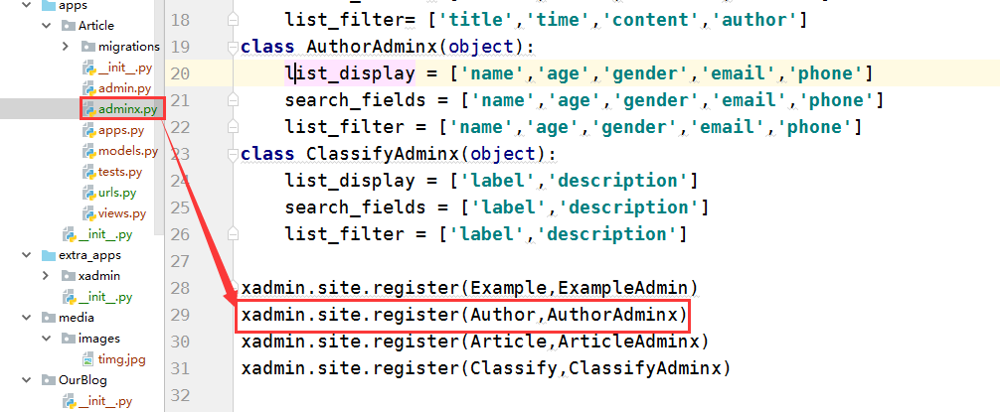 apps
Article
migrations
__init__.py
admin.py
adminx.py
apps.py
models.py
tests.py
urls.py
views.py
__init__.py
extra_apps
xadmin
__init__.py
media
images
timg.jpg
OurBlog
__init__.py
18 list_filter= ['title','time','content','author']
19 class AuthorAdminx(object):
20 list_display = ['name','age','gender','email','phone']
21 search_fields = ['name','age','gender','email','phone']
22 list_filter = ['name','age','gender','email','phone']
23 class ClassifyAdminx(object):
24 list_display = ['label','description']
25 search_fields = ['label','description']
26 list_filter = ['label','description']
27
28 xadmin.site.register(Example,ExampleAdmin)
29 xadmin.site.register(Author,AuthorAdminx)
30 xadmin.site.register(Article,ArticleAdminx)
31 xadmin.site.register(Classify,ClassifyAdminx)
32